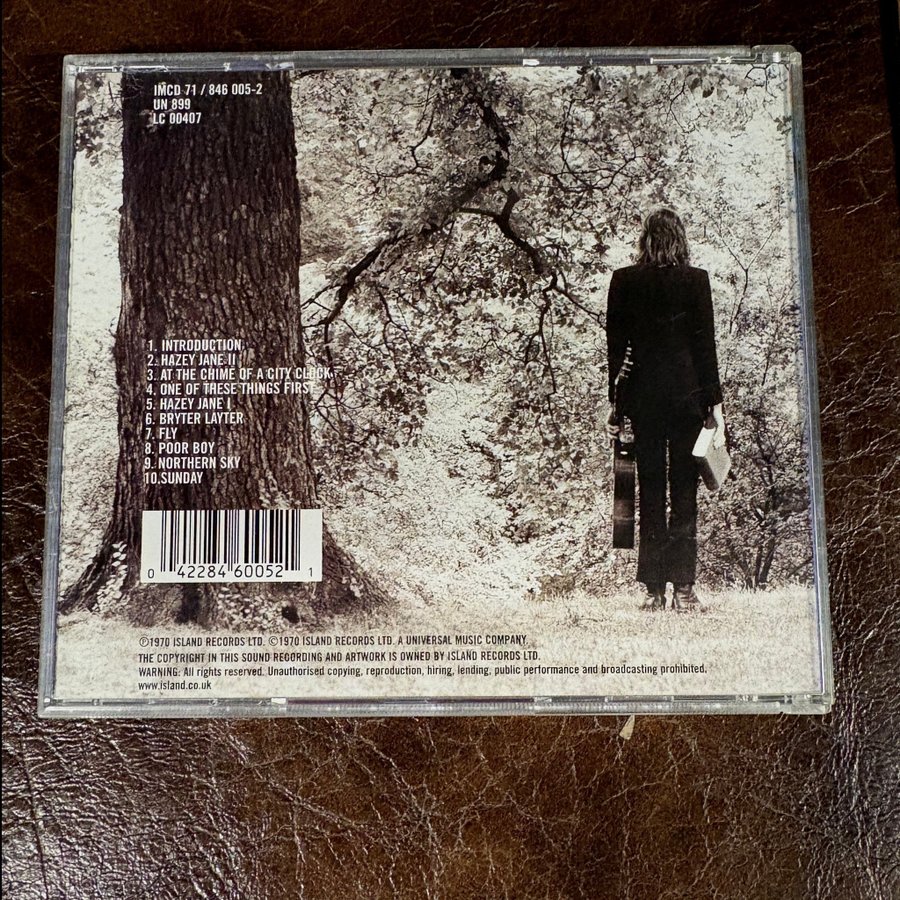 IMCD 71 / 846 005-2
UN 899
LC 00407
1. INTRODUCTION
2. HAZEY JANE II
3. AT THE CHIME OF A CITY CLOCK
4. ONE OF THESE THINGS FIRST
5. HAZEY JANE I
6. BRYTER LAYTER
7. FLY
8. POOR BOY
9. NORTHERN SKY
10.SUNDAY
0 42284 60052 1
℗1970 ISLAND RECORDS LTD. ©1970 ISLAND RECORDS LTD. A UNIVERSAL MUSIC COMPANY.
THE COPYRIGHT IN THIS SOUND RECORDING AND ARTWORK IS OWNED BY ISLAND RECORDS LTD.
WARNING: All rights reserved. Unauthorised copying, reproduction, hiring, lending, public performance and broadcasting prohibited.
www.island.co.uk